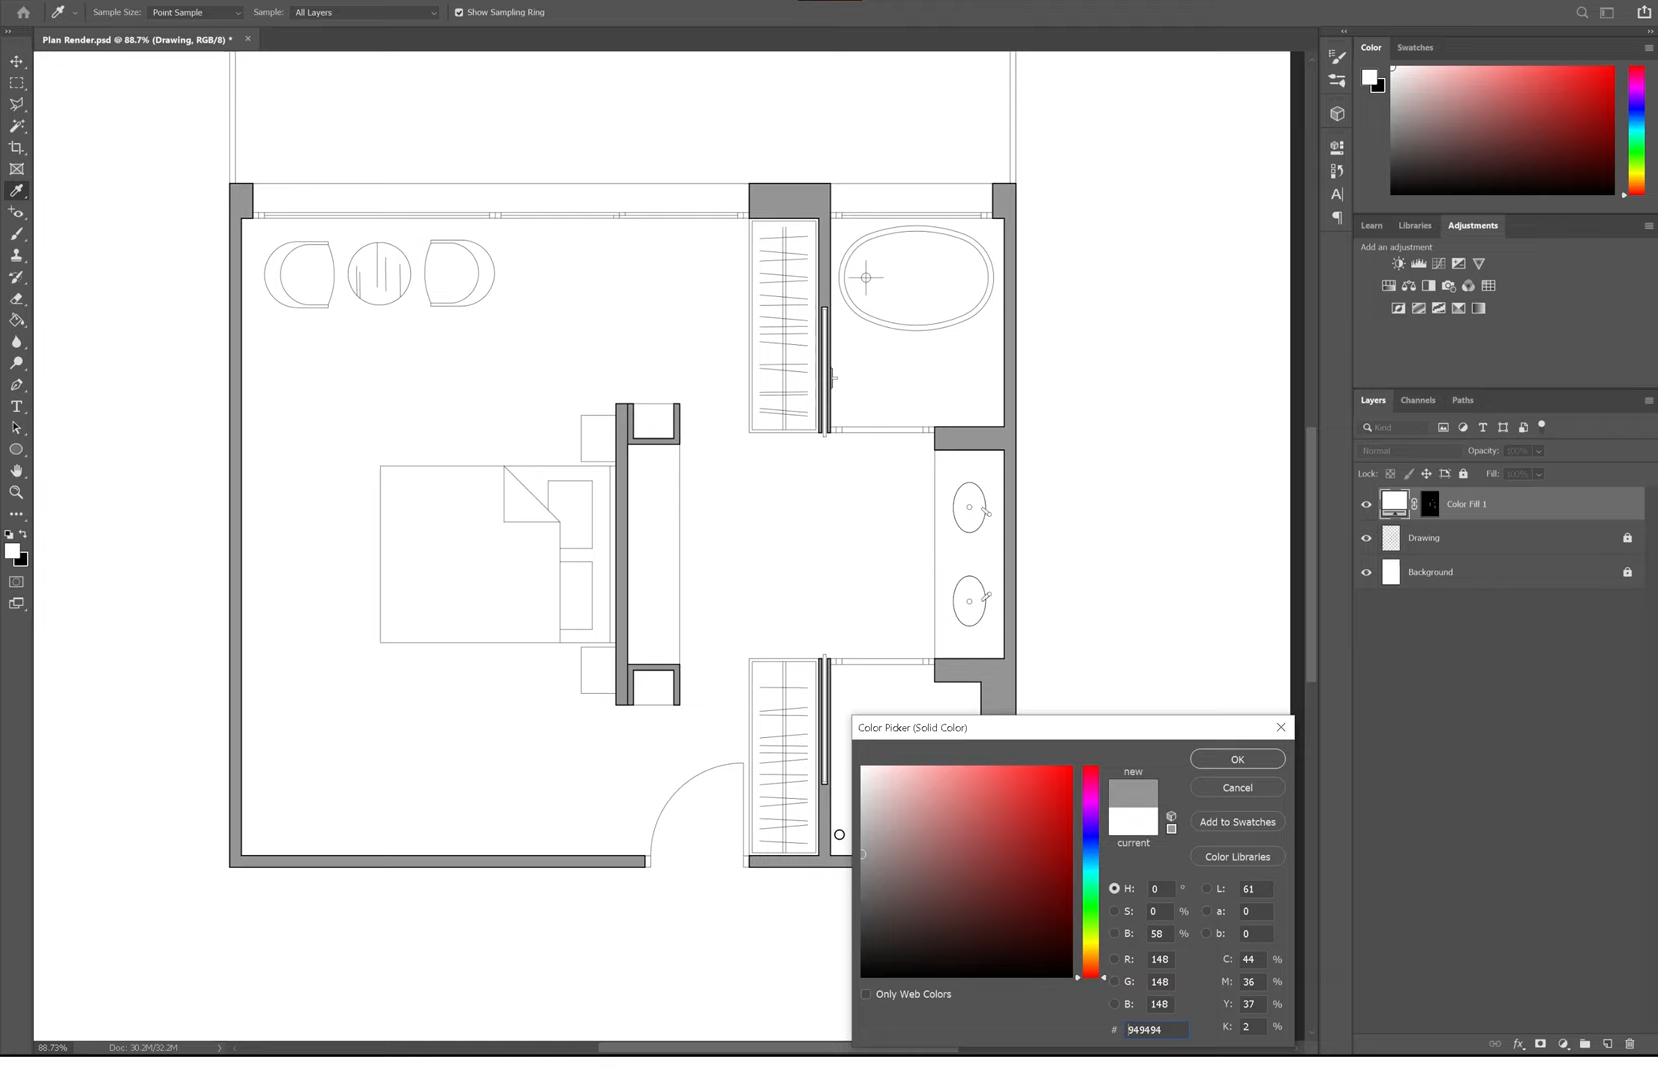 Sample Size: Point Sample Sample: All Layers Show Sampling Ring
Plan Render.psd @ 88.7% (Drawing, RGB/8) * ×
Color Swatches
Learn Libraries Adjustments
Add an adjustment
Layers Channels Paths
Kind
Normal Opacity: 100%
Lock: Fill: 100%
Color Fill 1
Drawing
Background
Color Picker (Solid Color)
new
current
OK
Cancel
Add to Swatches
Color Libraries
H: 0 ° L: 61
S: 0 % a: 0
B: 58 % b: 0
R: 148 C: 44 %
G: 148 M: 36 %
B: 148 Y: 37 %
# 949494 K: 2 %
Only Web Colors
88.73% Doc: 30.2M/32.2M